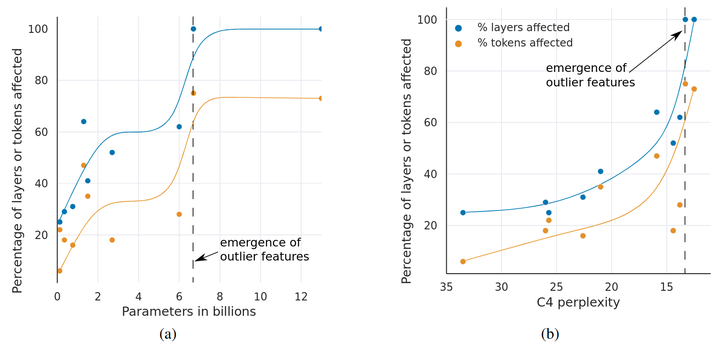 Percentage of layers or tokens affected
100
80
60
40
20
0
2
4
6
8
10
12
Parameters in billions
emergence of
outlier features
(a)
Percentage of layers or tokens affected
100
80
60
40
20
35
30
25
20
15
C4 perplexity
% layers affected
% tokens affected
emergence of
outlier features
(b)